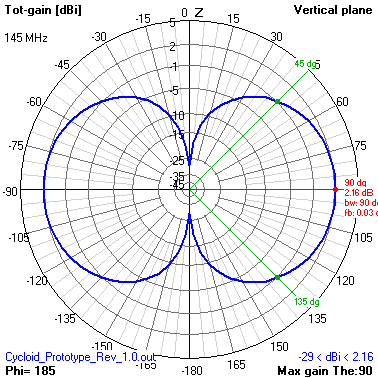 Tot-gain [dBi]
Vertical plane
145 MHz
0 Z
-15
15
-30
30
-45
45
-60
60
-75
75
-90
-105
105
-120
120
-135
135
-150
150
-165
165
180
5
2
-1
-5
-10
-15
-25
-35
-45
45 dg
90 dg
2.16 dB
bw: 90 d
fb: 0.03 d
135 dg
Cycloid_Prototype_Rev_1.0.out
-29 < dBi < 2.16
Phi= 185
Max gain The:90